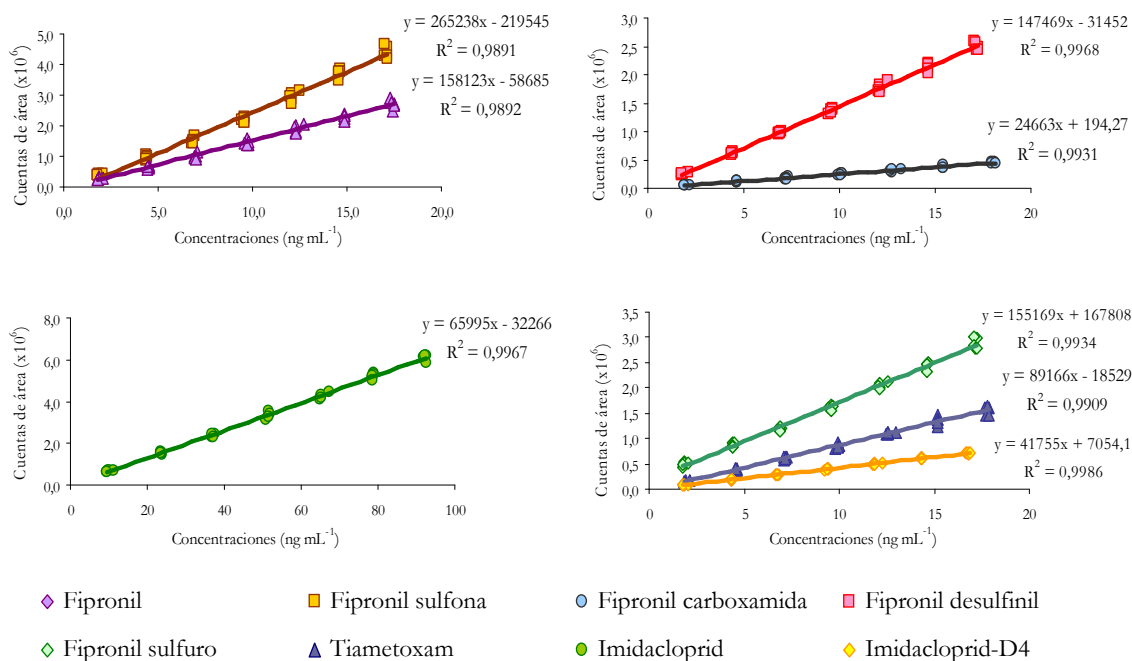 Cuentas de área (x10⁶)
5,0
4,0
3,0
2,0
1,0
0,0
0,0
5,0
10,0
15,0
20,0
Concentraciones (ng mL⁻¹)
y = 265238x - 219545
R² = 0,9891
y = 158123x - 58685
R² = 0,9892
Cuentas de área (x10⁶)
3,0
2,5
2,0
1,5
1,0
0,5
0,0
0
5
10
15
20
Concentraciones (ng mL⁻¹)
y = 147469x - 31452
R² = 0,9968
y = 24663x + 194,27
R² = 0,9931
Cuentas de área (x10⁶)
8,0
6,0
4,0
2,0
0,0
0
20
40
60
80
100
Concentraciones (ng mL⁻¹)
y = 65995x - 32266
R² = 0,9967
Cuentas de área (x10⁶)
3,5
3,0
2,5
2,0
1,5
1,0
0,5
0,0
0
5
10
15
20
Concentraciones (ng mL⁻¹)
y = 155169x + 167808
R² = 0,9934
y = 89166x - 18529
R² = 0,9909
y = 41755x + 7054,1
R² = 0,9986
Fipronil
Fipronil sulfona
Fipronil carboxamida
Fipronil desulfinil
Fipronil sulfuro
Tiametoxam
Imidacloprid
Imidacloprid-D4